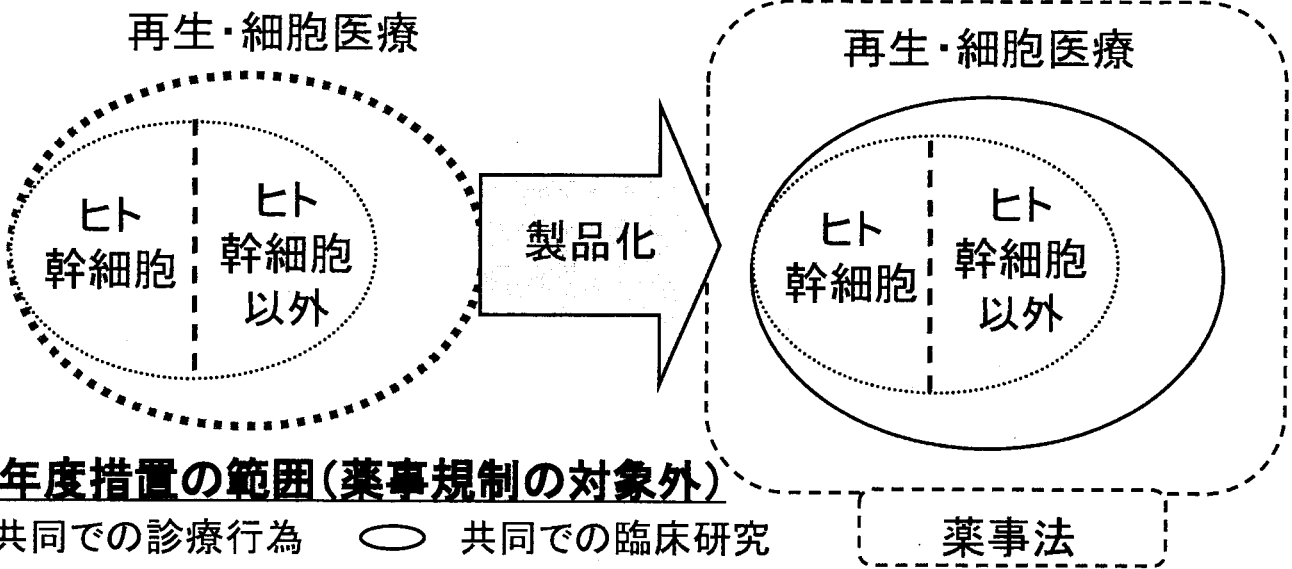 再生・細胞医療
ヒト
幹細胞
ヒト
幹細胞
以外
製品化
再生・細胞医療
ヒト
幹細胞
ヒト
幹細胞
以外
年度措置の範囲(薬事規制の対象外)
共同での診療行為 共同での臨床研究
薬事法